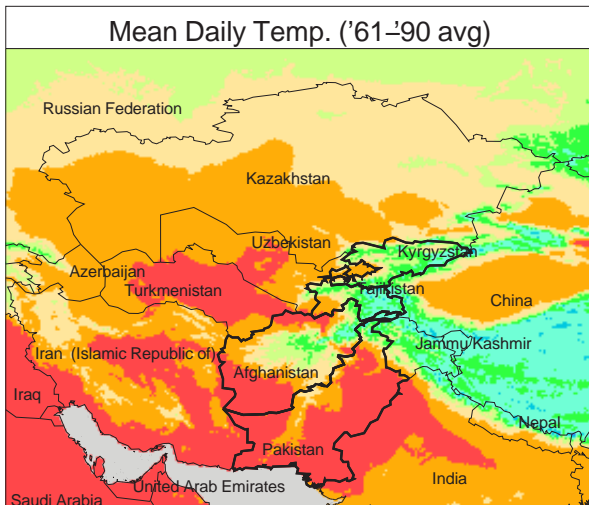 Mean Daily Temp. ('61–'90 avg)
Russian Federation
Kazakhstan
Uzbekistan
Kyrgyzstan
Azerbaijan
Turkmenistan
Tajikistan
China
Iran (Islamic Republic of)
Jammu/Kashmir
Afghanistan
Iraq
Nepal
Pakistan
India
United Arab Emirates
Saudi Arabia